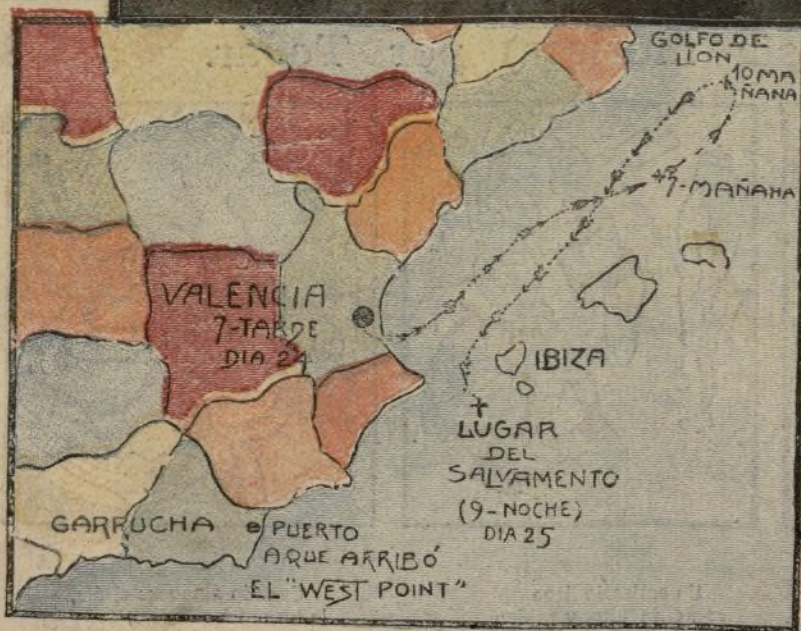 GOLFO DE
LION
10 MA
ÑANA
7-MAÑANA
VALENCIA
7-TARDE
DIA 24
IBIZA
LUGAR
DEL
SALVAMENTO
(9-NOCHE)
DIA 25
GARRUCHA
PUERTO
A QUE ARRIBÓ
EL "WEST POINT"